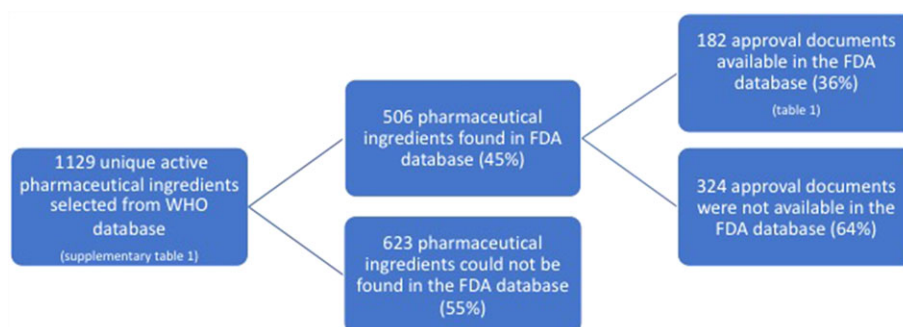 1129 unique active
pharmaceutical ingredients
selected from WHO
database
(supplementary table 1)
506 pharmaceutical
ingredients found in FDA
database (45%)
623 pharmaceutical
ingredients could not be
found in the FDA database
(55%)
182 approval documents
available in the FDA
database (36%)
(table 1)
324 approval documents
were not available in the
FDA database (64%)